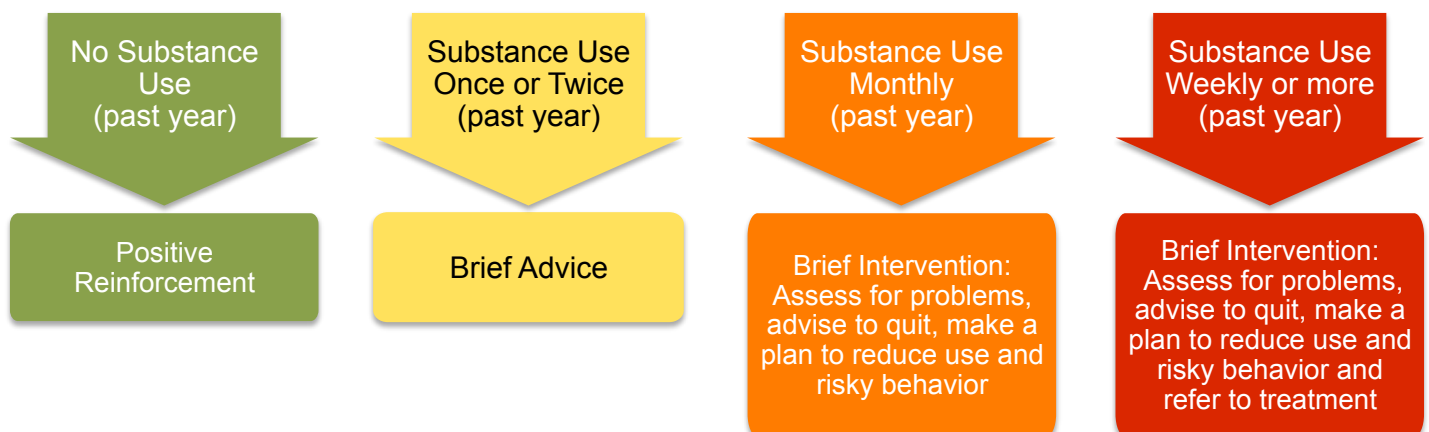 No Substance
Use
(past year)
Substance Use
Once or Twice
(past year)
Substance Use
Monthly
(past year)
Substance Use
Weekly or more
(past year)
Positive
Reinforcement
Brief Advice
Brief Intervention:
Assess for problems,
advise to quit, make a
plan to reduce use and
risky behavior
Brief Intervention:
Assess for problems,
advise to quit, make a
plan to reduce use and
risky behavior and
refer to treatment